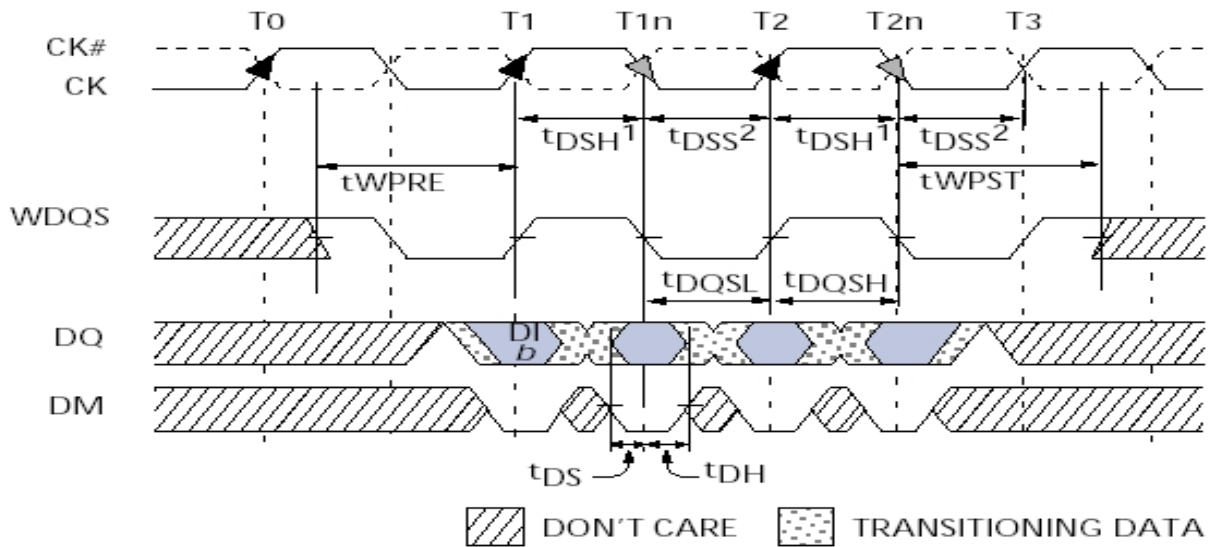 T0 T1 T1n T2 T2n T3
CK#
CK
tDSH1 tDSS2 tDSH1 tDSS2
tWPRE tWPST
WDQS
tDQSL tDQSH
DQ DI
b
DM
tDS tDH
DON'T CARE TRANSITIONING DATA